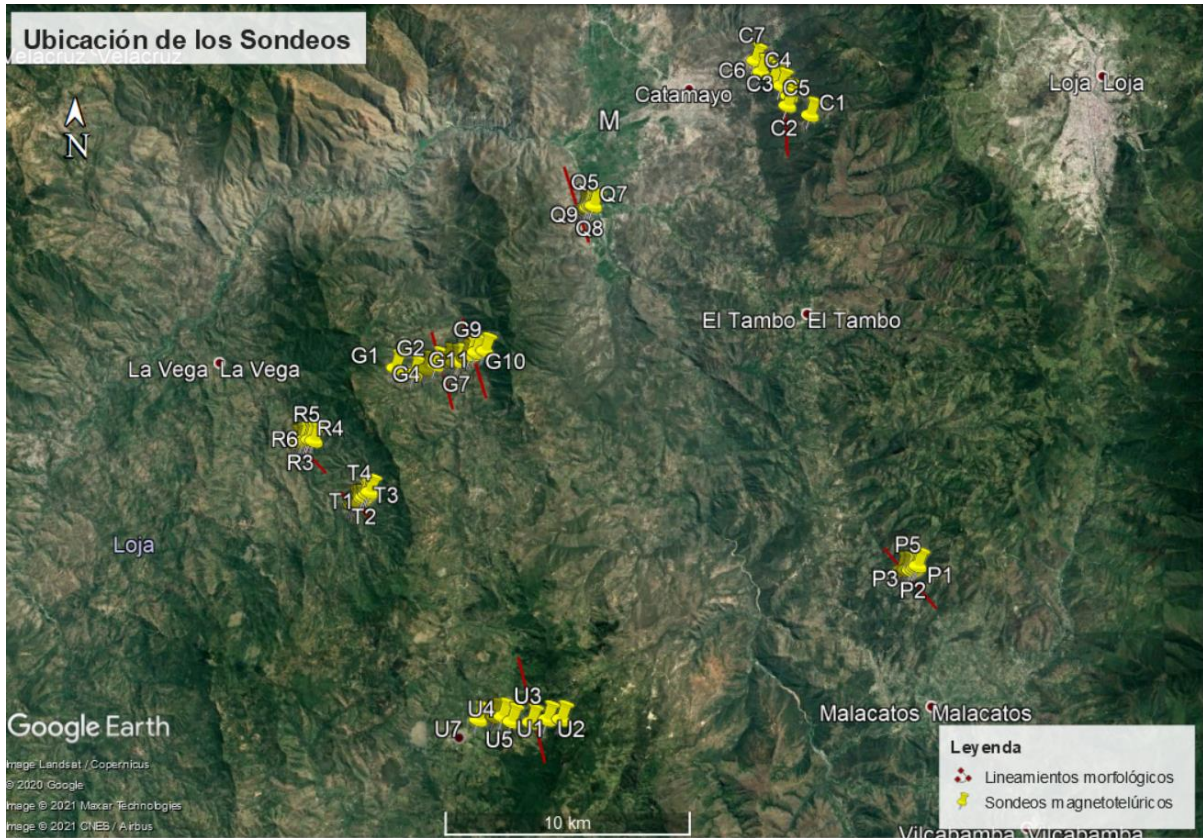 Ubicación de los Sondeos
Velacruz Velacruz
N
C7
C4
C6
C3
C5
C1
C2
Catamayo
M
Loja Loja
Q5
Q7
Q9
Q8
El Tambo El Tambo
G9
G1
G2
G11
G10
G4
G7
La Vega La Vega
R5
R4
R6
R3
T4
T3
T1
T2
Loja
P5
P3
P1
P2
U3
U4
U1
U2
U7
U5
Malacatos Malacatos
Google Earth
Image Landsat / Copernicus
© 2020 Google
Image © 2021 Maxar Technologies
Image © 2021 CNES / Airbus
10 km
Leyenda
Lineamientos morfológicos
Sondeos magnetotelúricos
Vilcabamba Vilcabamba